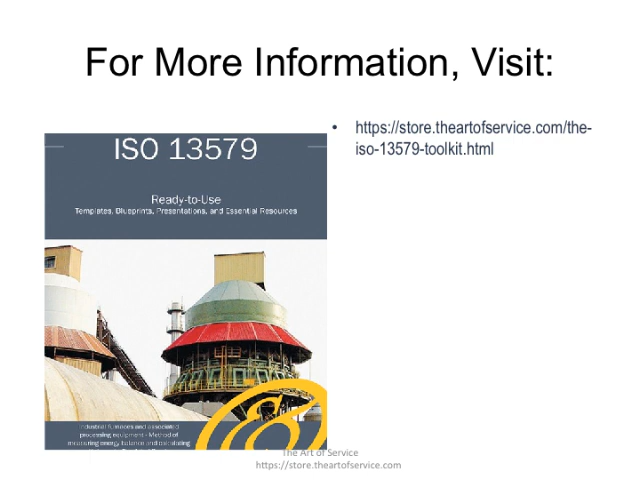 For More Information, Visit:
• https://store.theartofservice.com/the-
iso-13579-toolkit.html
ISO 13579
Ready-to-Use
Templates, Blueprints, Presentations, and Essential Resources
Industrial furnaces and associated
processing equipment - Method of
measuring energy balance and calculating
The Art of Service
https://store.theartofservice.com